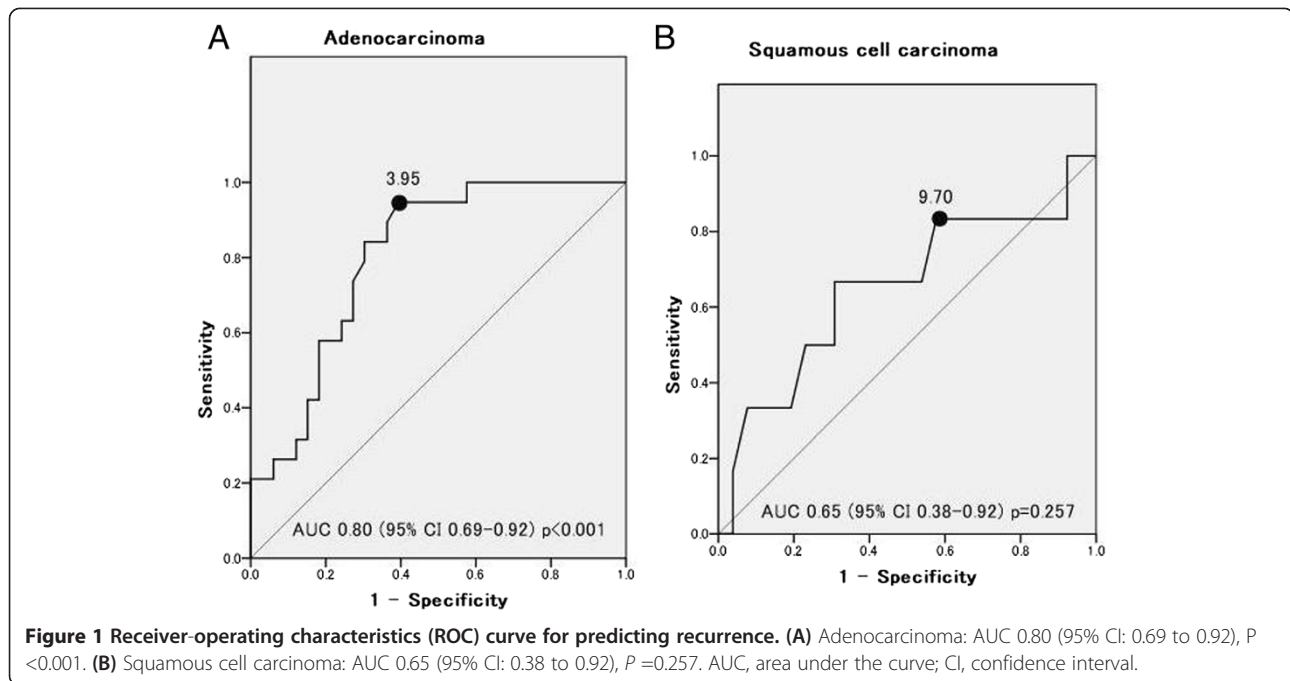 A
Adenocarcinoma
1.0
0.8
0.6
0.4
0.2
0.0
Sensitivity
3.95
AUC 0.80 (95% CI 0.69-0.92) p<0.001
0.0 0.2 0.4 0.6 0.8 1.0
1 - Specificity
B
Squamous cell carcinoma
1.0
0.8
0.6
0.4
0.2
0.0
Sensitivity
9.70
AUC 0.65 (95% CI 0.38-0.92) p=0.257
0.0 0.2 0.4 0.6 0.8 1.0
1 - Specificity
Figure 1 Receiver-operating characteristics (ROC) curve for predicting recurrence. (A) Adenocarcinoma: AUC 0.80 (95% CI: 0.69 to 0.92), P
<0.001. (B) Squamous cell carcinoma: AUC 0.65 (95% CI: 0.38 to 0.92), P =0.257. AUC, area under the curve; CI, confidence interval.